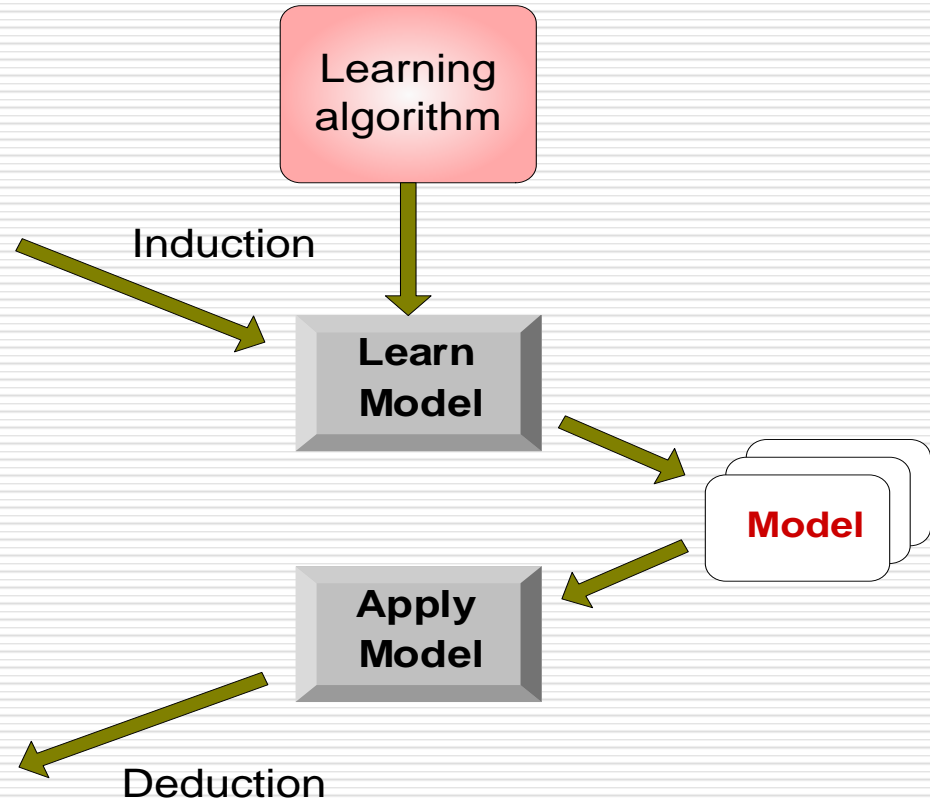 Learning
algorithm
Induction
Learn
Model
Model
Apply
Model
Deduction